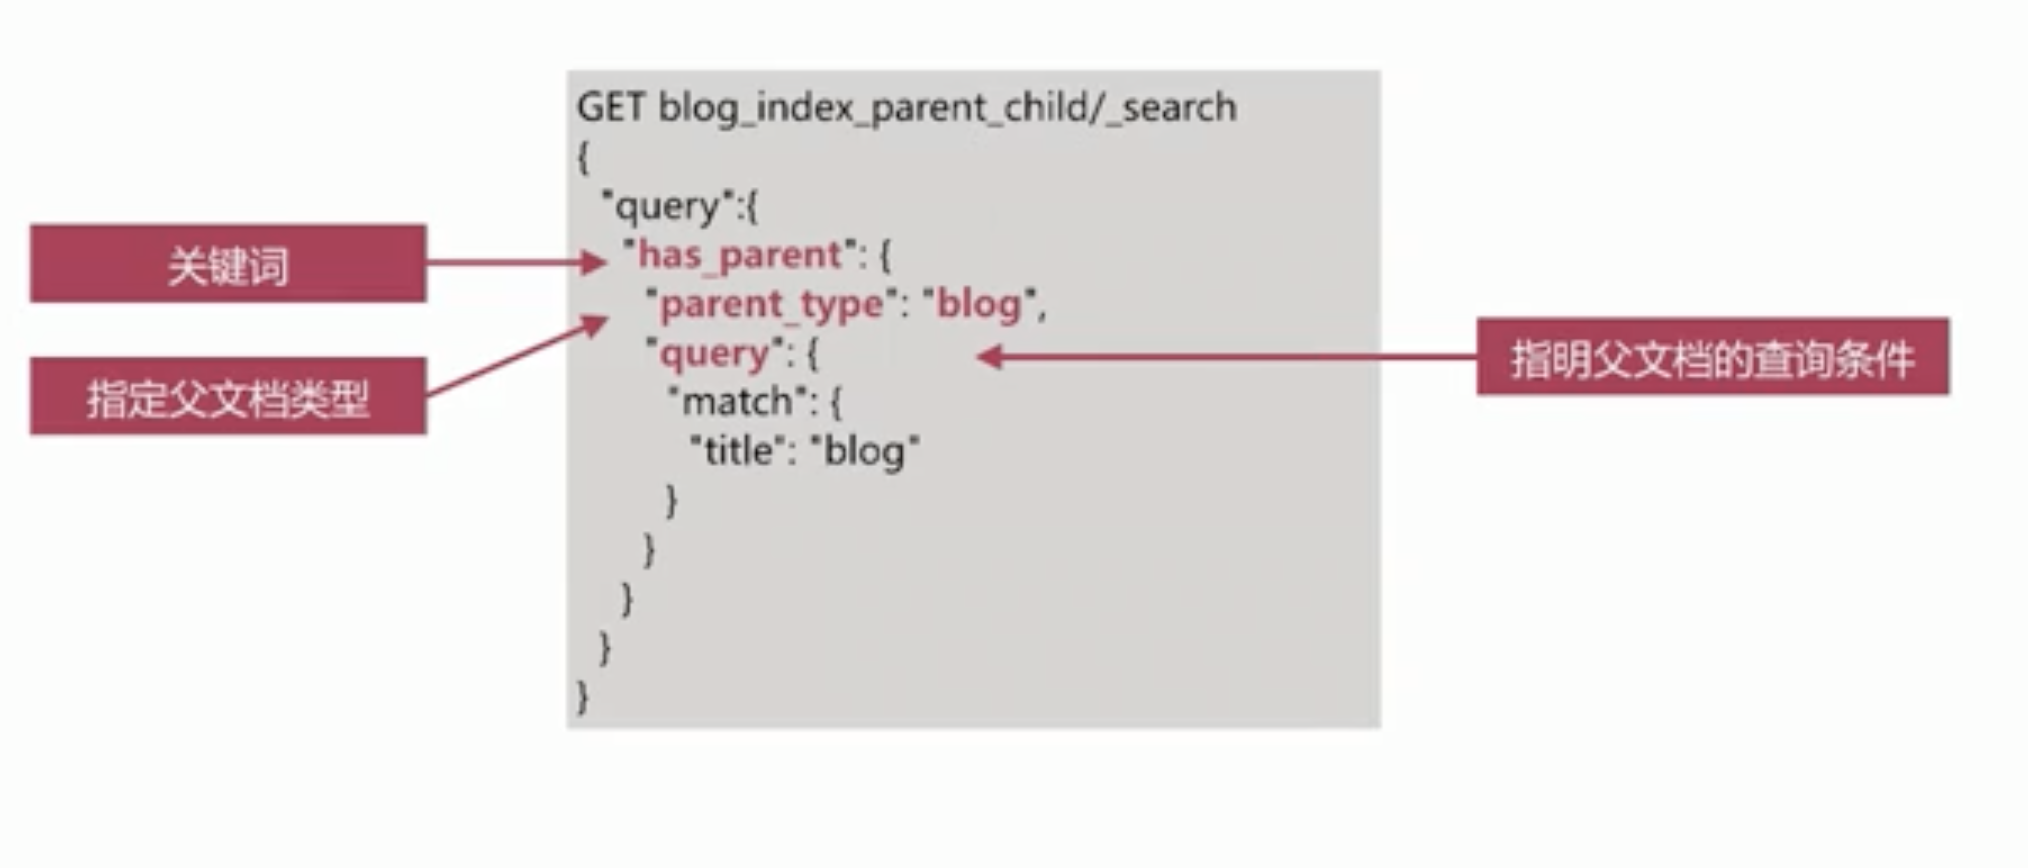 GET blog_index_parent_child/_search
{
"query":{
关键词
"has_parent": {
"parent_type": "blog",
指定父文档类型
"query": {
指明父文档的查询条件
"match": {
"title": "blog"
}
}
}
}
}